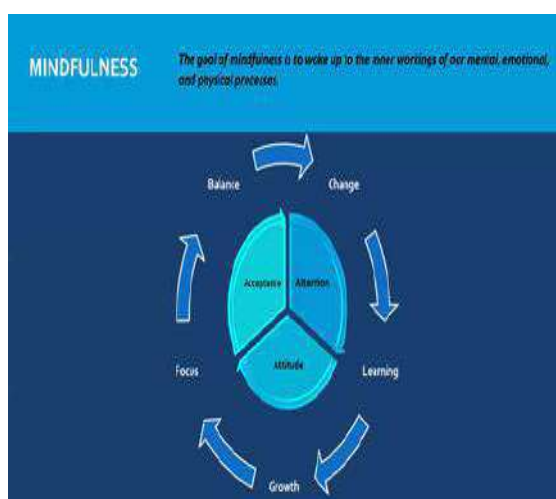 MINDFULNESS
The goal of mindfulness is to wake up to the inner workings of our mental, emotional,
and physical processes.
Balance
Change
Acceptance
Attention
Attitude
Focus
Learning
Growth